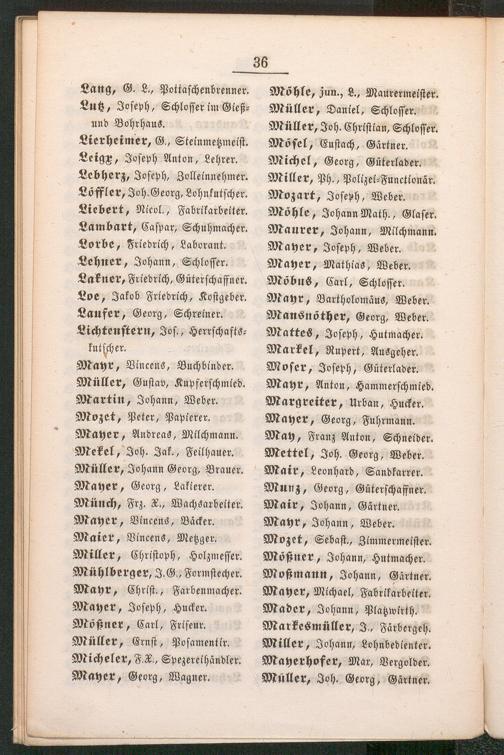 36
Lang, G. L., Pottaschenbrenner.
Lutz, Joseph, Schlosser im Gieß-
und Bohrhaus.
Lierheimer, G., Steinmetzmeist.
Leigx, Joseph Anton, Lehrer.
Lebherz, Joseph, Zolleinnehmer.
Löffler, Joh. Georg, Lohnkutscher.
Liebert, Nicol., Fabrikarbeiter.
Lambart, Caspar, Schuhmacher.
Lorbe, Friedrich, Laborant.
Lehner, Johann, Schlosser.
Lakner, Friedrich, Güterschaffner.
Loe, Jakob Friedrich, Kostgeber.
Laufer, Georg, Schreiner.
Lichtenstern, Jos., Herrschafts-
kutscher.
Mayr, Vincens, Buchbinder.
Müller, Gustav, Kupferschmied.
Martin, Johann, Weber.
Mozet, Peter, Papierer.
Mayer, Andreas, Milchmann.
Mekel, Joh. Jak., Feilhauer.
Müller, Johann Georg, Brauer.
Mayer, Georg, Lakierer.
Münch, Frz. X., Wachsarbeiter.
Mayer, Vincens, Bäcker.
Maier, Vincens, Metzger.
Miller, Christoph, Holzmesser.
Mühlberger, J.G., Formstecher.
Mayr, Christ., Farbenmacher.
Mayer, Joseph, Hucker.
Mößner, Carl, Friseur.
Müller, Ernst, Posamentir.
Micheler, F.X., Spezereihändler.
Mayer, Georg, Wagner.
Möhle, jun., L., Maurermeister.
Müller, Daniel, Schlosser.
Müller, Joh. Christian, Schlosser.
Mösel, Eustach, Gärtner.
Michel, Georg, Güterlader.
Miller, Ph., Polizei-Functionär.
Mozart, Joseph, Weber.
Möhle, Johann Math., Glaser.
Maurer, Johann, Milchmann.
Mayer, Joseph, Weber.
Mayer, Mathias, Weber.
Möbus, Carl, Schlosser.
Mayr, Bartholomäus, Weber.
Mansnöther, Georg, Weber.
Mattes, Joseph, Hutmacher.
Markel, Rupert, Ausgeher.
Moser, Joseph, Güterlader.
Mayr, Anton, Hammerschmied.
Margreiter, Urban, Hucker.
Mayer, Georg, Fuhrmann.
May, Franz Anton, Schneider.
Mettel, Joh. Georg, Weber.
Mair, Leonhard, Sandkarrer.
Munz, Georg, Güterschaffner.
Mair, Johann, Gärtner.
Mayr, Johann, Weber.
Mozet, Sebast., Zimmermeister.
Mößner, Johann, Hutmacher.
Moßmann, Johann, Gärtner.
Mayer, Michael, Fabrikarbeiter.
Mader, Johann, Platzwirth.
Markesmüller, J., Färbergeh.
Miller, Johann, Lohnbedienter.
Mayerhofer, Mar, Vergolder.
Müller, Joh. Georg, Gärtner.